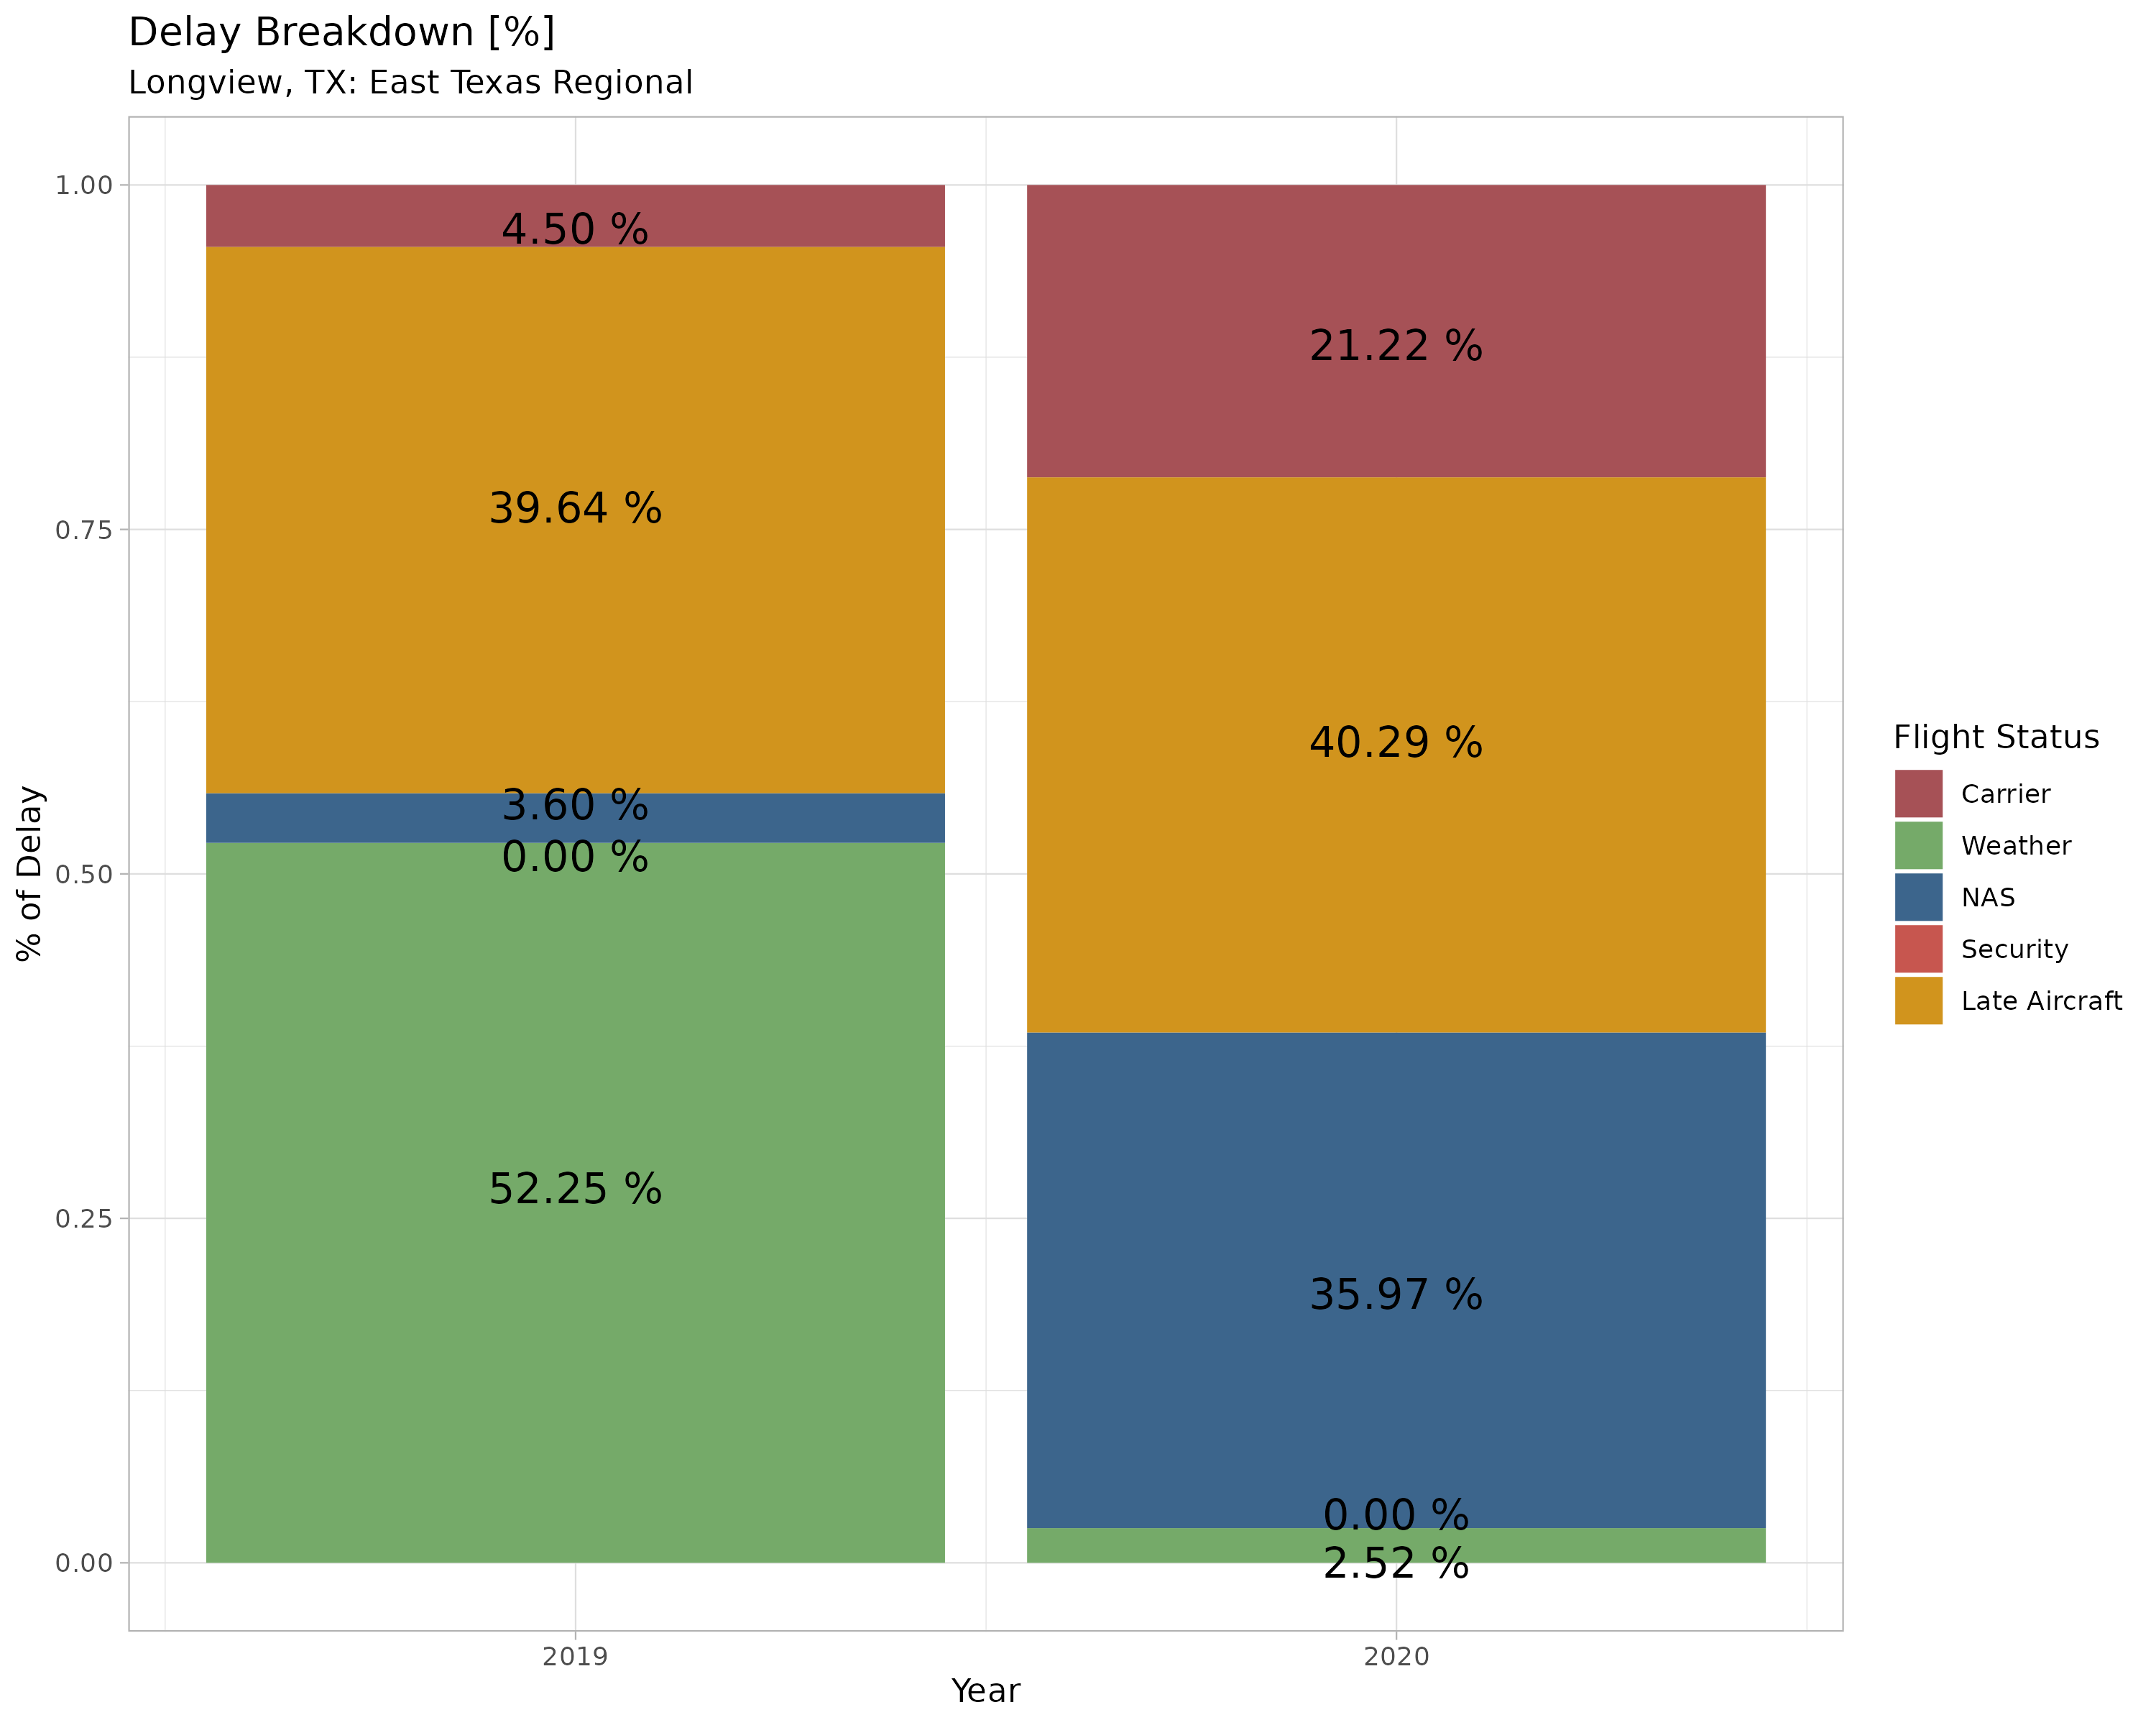 Delay Breakdown [%]
Longview, TX: East Texas Regional
% of Delay
1.00
0.75
0.50
0.25
0.00
4.50 %
39.64 %
3.60 %
0.00 %
52.25 %
21.22 %
40.29 %
35.97 %
0.00 %
2.52 %
2019
2020
Year
Flight Status
Carrier
Weather
NAS
Security
Late Aircraft